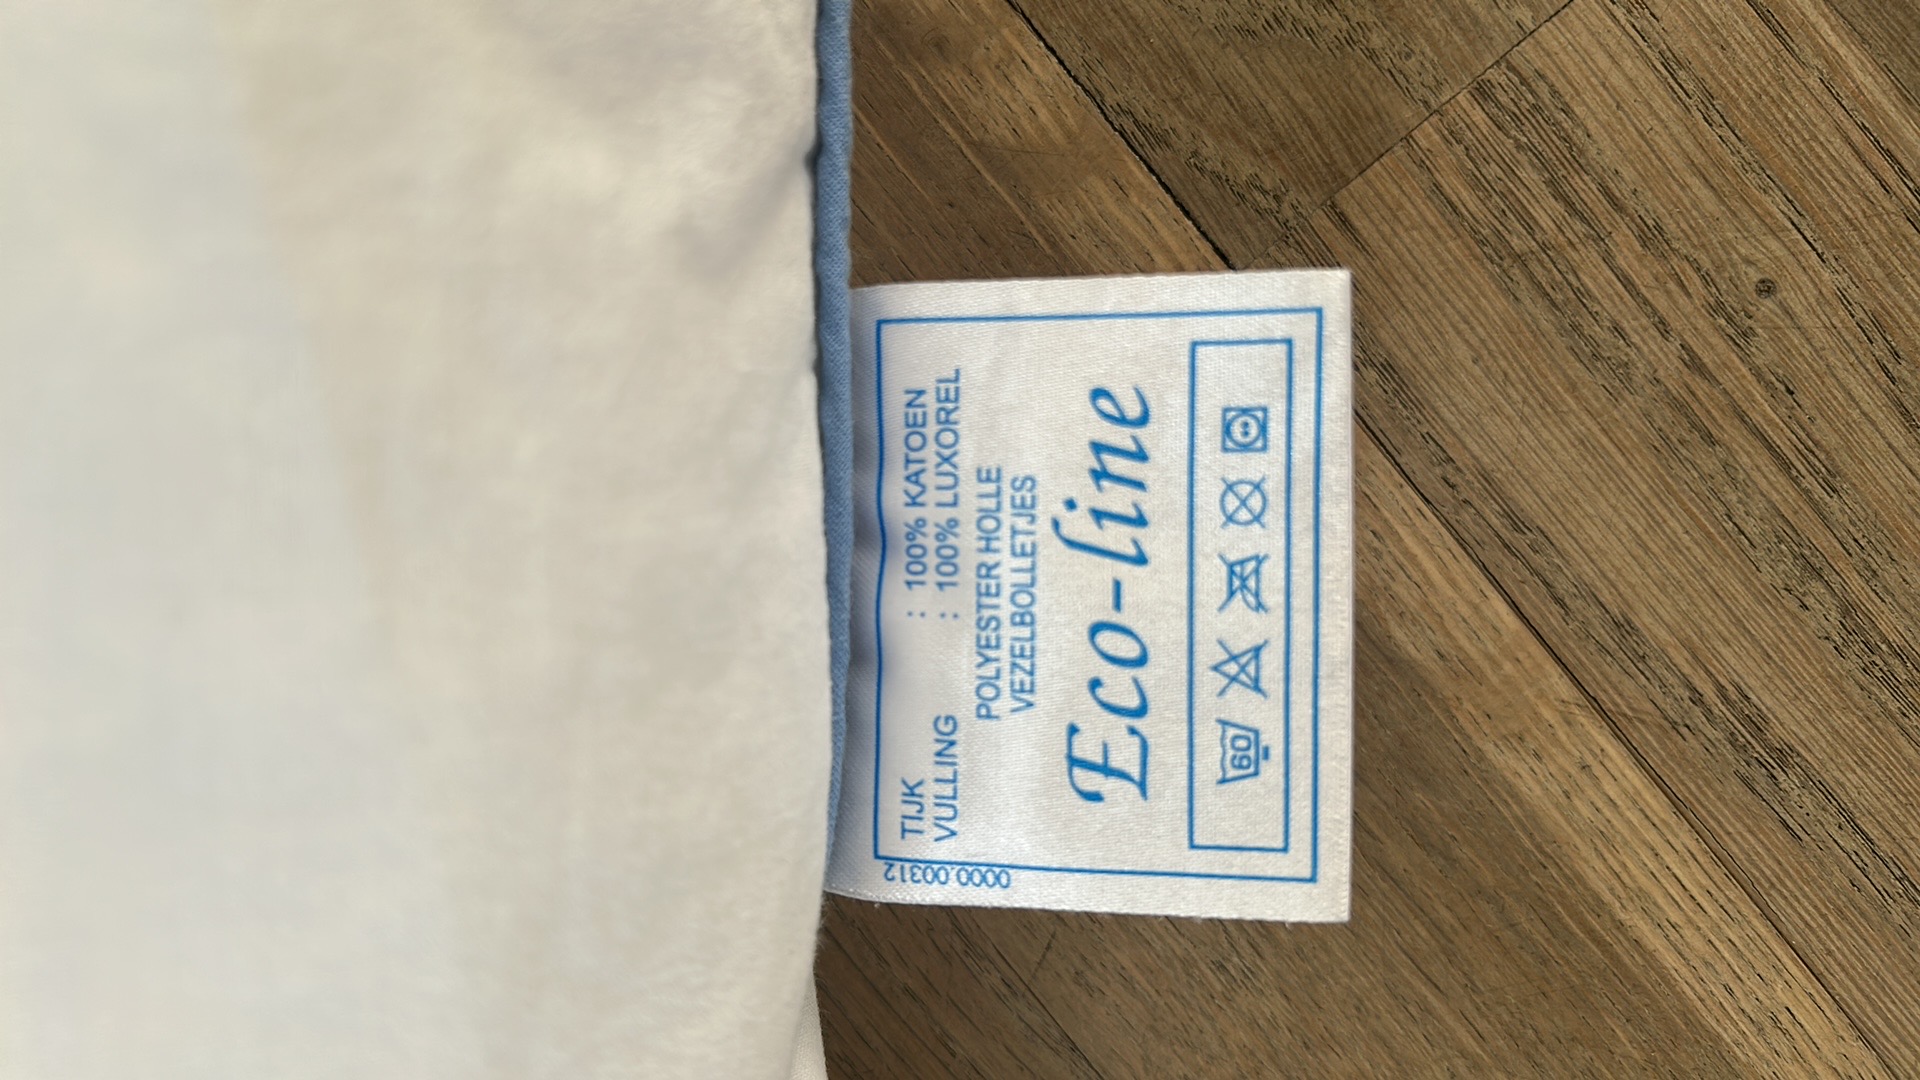 TIJK : 100% KATOEN
VULLING : 100% LUXOREL
POLYESTER HOLLE
VEZELBOLLETJES
Eco-line
60
0000.00312